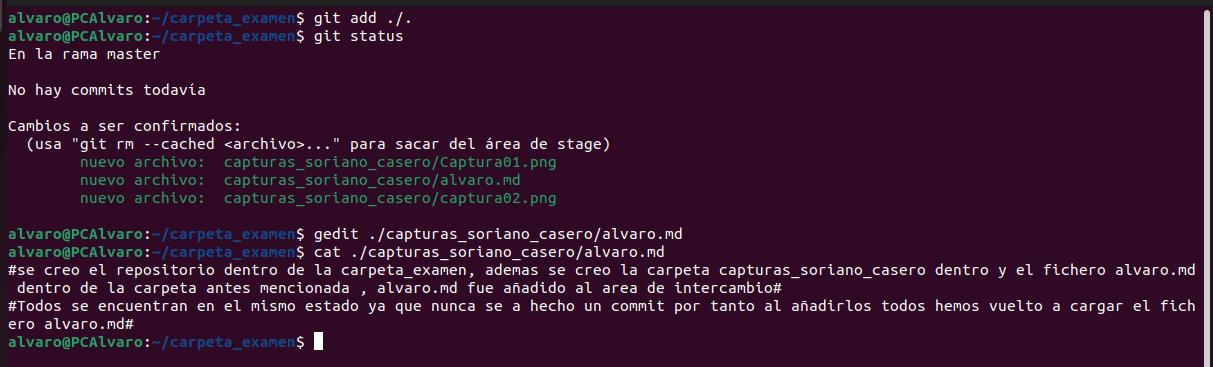 alvaro@PCAlvaro:~/carpeta_examen$ git add ./.
alvaro@PCAlvaro:~/carpeta_examen$ git status
En la rama master
No hay commits todavía
Cambios a ser confirmados:
  (usa "git rm --cached <archivo>..." para sacar del área de stage)
        nuevo archivo:  capturas_soriano_casero/Captura01.png
        nuevo archivo:  capturas_soriano_casero/alvaro.md
        nuevo archivo:  capturas_soriano_casero/captura02.png
alvaro@PCAlvaro:~/carpeta_examen$ gedit ./capturas_soriano_casero/alvaro.md
alvaro@PCAlvaro:~/carpeta_examen$ cat ./capturas_soriano_casero/alvaro.md
#se creo el repositorio dentro de la carpeta_examen, ademas se creo la carpeta capturas_soriano_casero dentro y el fichero alvaro.md
 dentro de la carpeta antes mencionada , alvaro.md fue añadido al area de intercambio#
#Todos se encuentran en el mismo estado ya que nunca se a hecho un commit por tanto al añadirlos todos hemos vuelto a cargar el fich
ero alvaro.md#
alvaro@PCAlvaro:~/carpeta_examen$